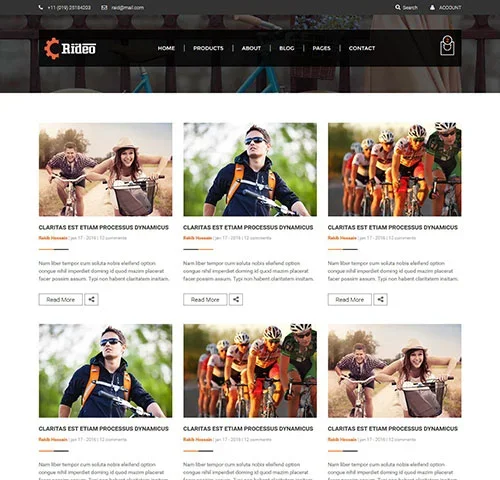 +11 (019) 25184203 raid@mail.com Search ACCOUNT
Rideo HOME PRODUCTS ABOUT BLOG PAGES CONTACT
CLARITAS EST ETIAM PROCESSUS DYNAMICUS
Rakib Hossain | jan 17 - 2016 | 12 comments
Nam liber tempor cum soluta nobis eleifend option
congue nihil imperdiet doming id quod mazim placerat
facer possim assum. Typi non habent claritatem insitam.
Read More
CLARITAS EST ETIAM PROCESSUS DYNAMICUS
Rakib Hossain | jan 17 - 2016 | 12 comments
Nam liber tempor cum soluta nobis eleifend option
congue nihil imperdiet doming id quod mazim placerat
facer possim assum. Typi non habent claritatem insitam.
Read More
CLARITAS EST ETIAM PROCESSUS DYNAMICUS
Rakib Hossain | jan 17 - 2016 | 12 comments
Nam liber tempor cum soluta nobis eleifend option
congue nihil imperdiet doming id quod mazim placerat
facer possim assum. Typi non habent claritatem insitam.
Read More
CLARITAS EST ETIAM PROCESSUS DYNAMICUS
Rakib Hossain | jan 17 - 2016 | 12 comments
Nam liber tempor cum soluta nobis eleifend option
congue nihil imperdiet doming id quod mazim placerat
CLARITAS EST ETIAM PROCESSUS DYNAMICUS
Rakib Hossain | jan 17 - 2016 | 12 comments
Nam liber tempor cum soluta nobis eleifend option
congue nihil imperdiet doming id quod mazim placerat
CLARITAS EST ETIAM PROCESSUS DYNAMICUS
Rakib Hossain | jan 17 - 2016 | 12 comments
Nam liber tempor cum soluta nobis eleifend option
congue nihil imperdiet doming id quod mazim placerat